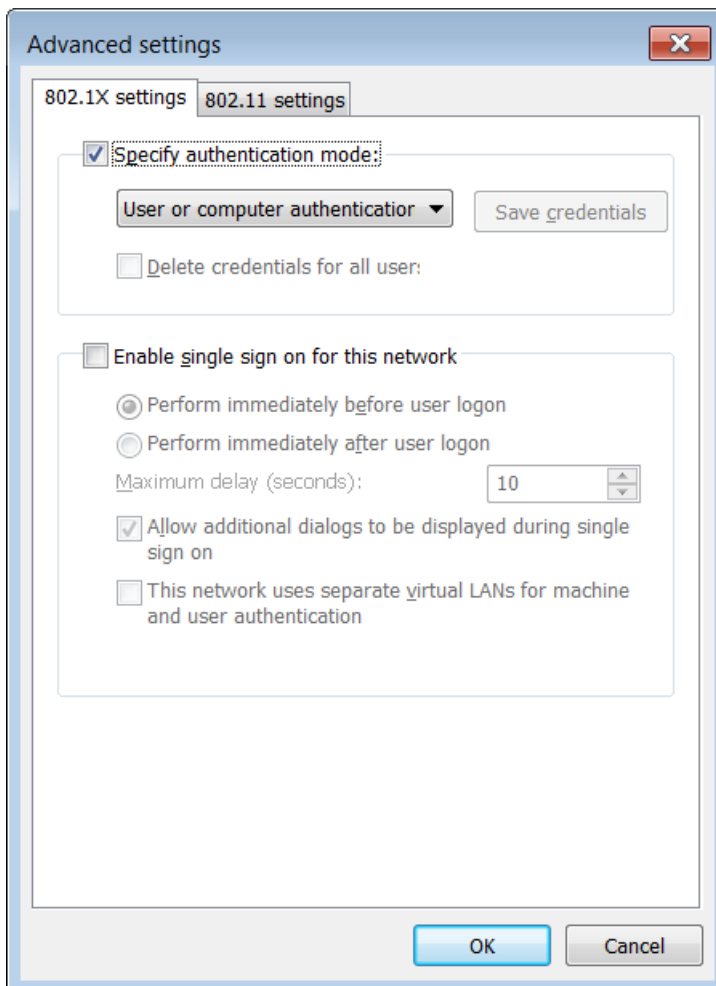 Advanced settings
802.1X settings 802.11 settings
Specify authentication mode:
User or computer authentication Save credentials
Delete credentials for all user:
Enable single sign on for this network
Perform immediately before user logon
Perform immediately after user logon
Maximum delay (seconds): 10
Allow additional dialogs to be displayed during single
sign on
This network uses separate virtual LANs for machine
and user authentication
OK Cancel